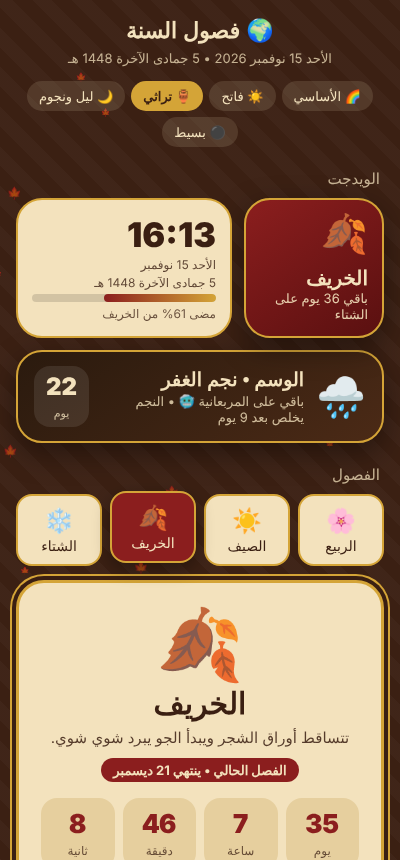 🌍 فصول السنة
الأحد 15 نوفمبر 2026 • 5 جمادى الآخرة 1448 هـ
🌈 الأساسي
☀️ فاتح
🏮 تراثي
🌙 ليل ونجوم
🌑 بسيط
الويدجت
الخريف
باقي 36 يوم على
الشتاء
16:13
الأحد 15 نوفمبر
5 جمادى الآخرة 1448 هـ
مضى 61% من الخريف
الوسم • نجم الغفر
باقي على المربعانية 🥶 • النجم
يخلص بعد 9 يوم
22
يوم
الفصول
الربيع
الصيف
الخريف
الشتاء
الخريف
تتساقط أوراق الشجر ويبدأ الجو يبرد شوي شوي.
الفصل الحالي • ينتهي 21 ديسمبر
35
يوم
7
ساعة
46
دقيقة
8
ثانية